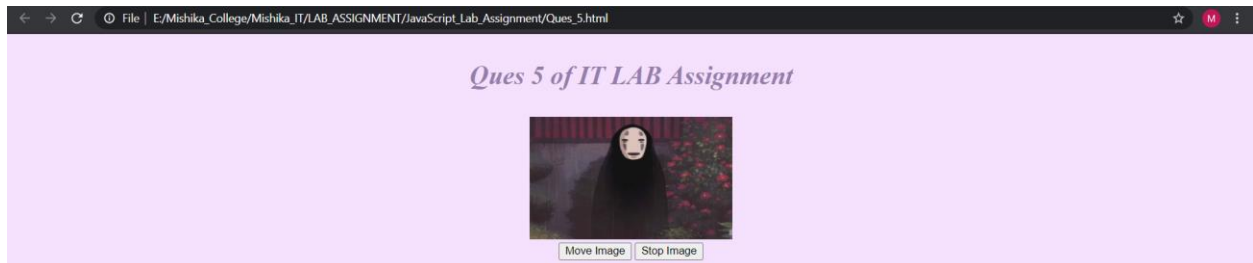 File | E:/Mishika_College/Mishika_IT/LAB_ASSIGNMENT/JavaScript_Lab_Assignment/Ques_5.html M
Ques 5 of IT LAB Assignment
Move Image Stop Image